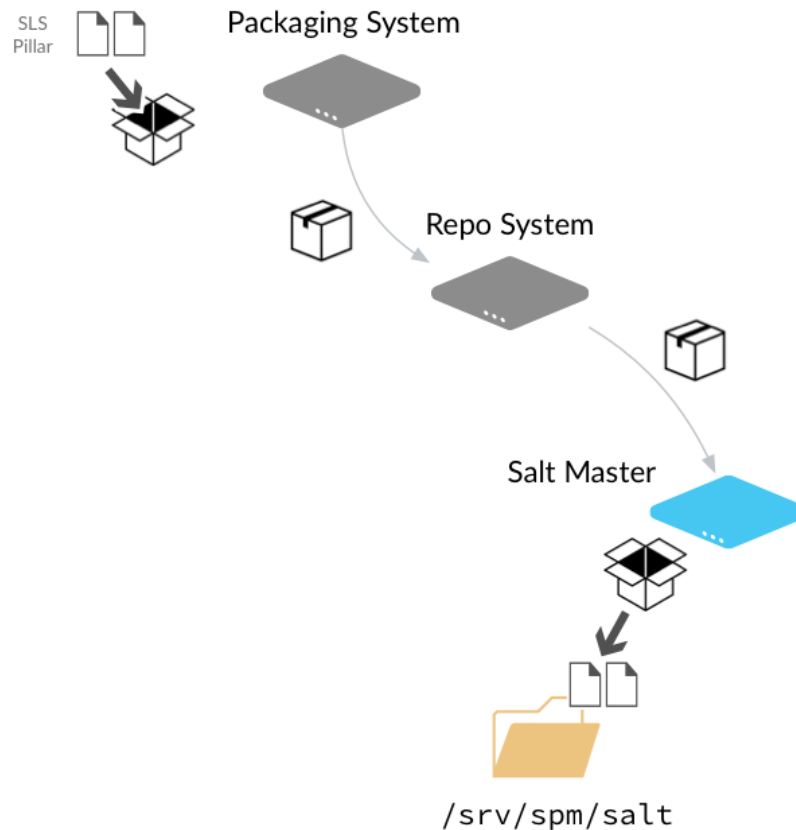 SLS
Pillar
Packaging System
Repo System
Salt Master
/srv/spm/salt